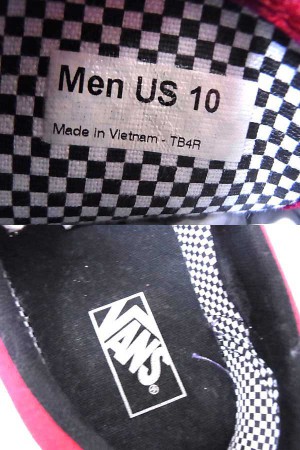 Men US 10
Made in Vietnam - TB4R
VANS